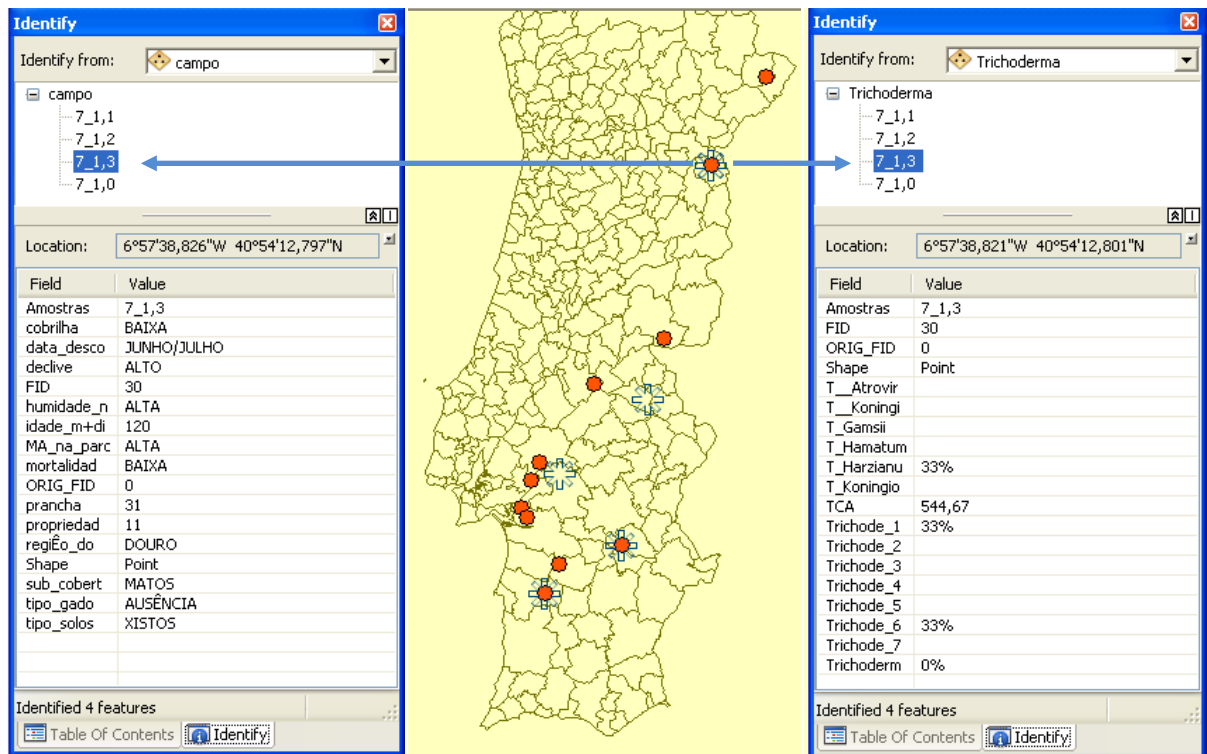 Identify
Identify from: campo
campo
7_1,1
7_1,2
7_1,3
7_1,0
Location: 6°57'38,826"W 40°54'12,797"N
Field Value
Amostras 7_1,3
cobrilha BAIXA
data_desco JUNHO/JULHO
declive ALTO
FID 30
humidade_n ALTA
idade_m+di 120
MA_na_parc ALTA
mortalidad BAIXA
ORIG_FID 0
prancha 31
propriedad 11
regiÊo_do DOURO
Shape Point
sub_cobert MATOS
tipo_gado AUSÊNCIA
tipo_solos XISTOS
Identified 4 features
Table Of Contents Identify
Identify
Identify from: Trichoderma
Trichoderma
7_1,1
7_1,2
7_1,3
7_1,0
Location: 6°57'38,821"W 40°54'12,801"N
Field Value
Amostras 7_1,3
FID 30
ORIG_FID 0
Shape Point
T__Atrovir
T__Koningi
T_Gamsii
T_Hamatum
T_Harzianu 33%
T_Koningio
TCA 544,67
Trichode_1 33%
Trichode_2
Trichode_3
Trichode_4
Trichode_5
Trichode_6 33%
Trichode_7
Trichoderm 0%
Identified 4 features
Table Of Contents Identify